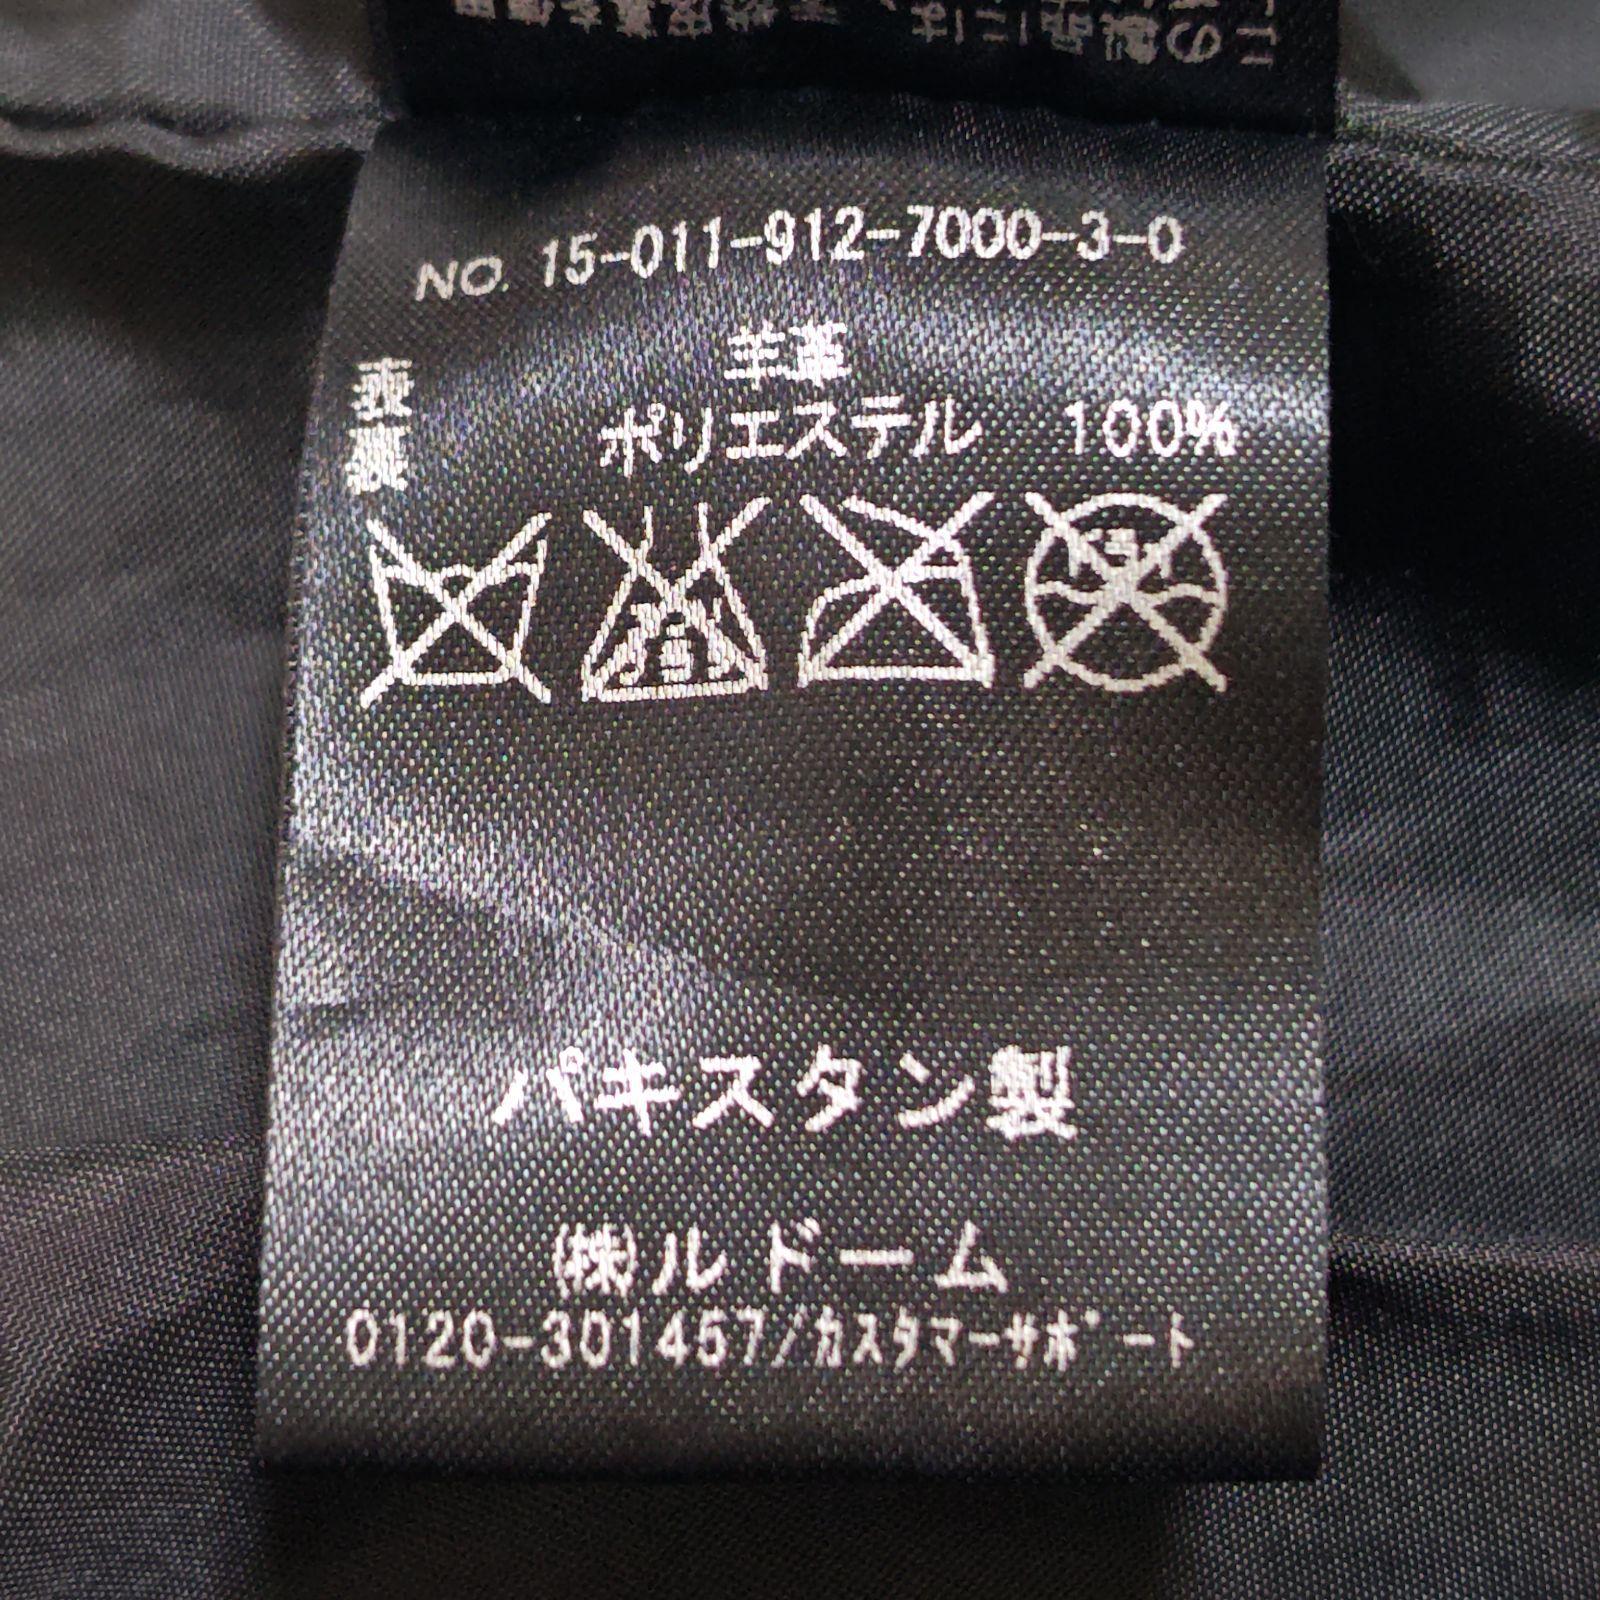 NO. 15-011-912-7000-3-0
表 羊革
裏 ポリエステル 100%
パキスタン製
(株)ルドーム
0120-301457/カスタマーサポート